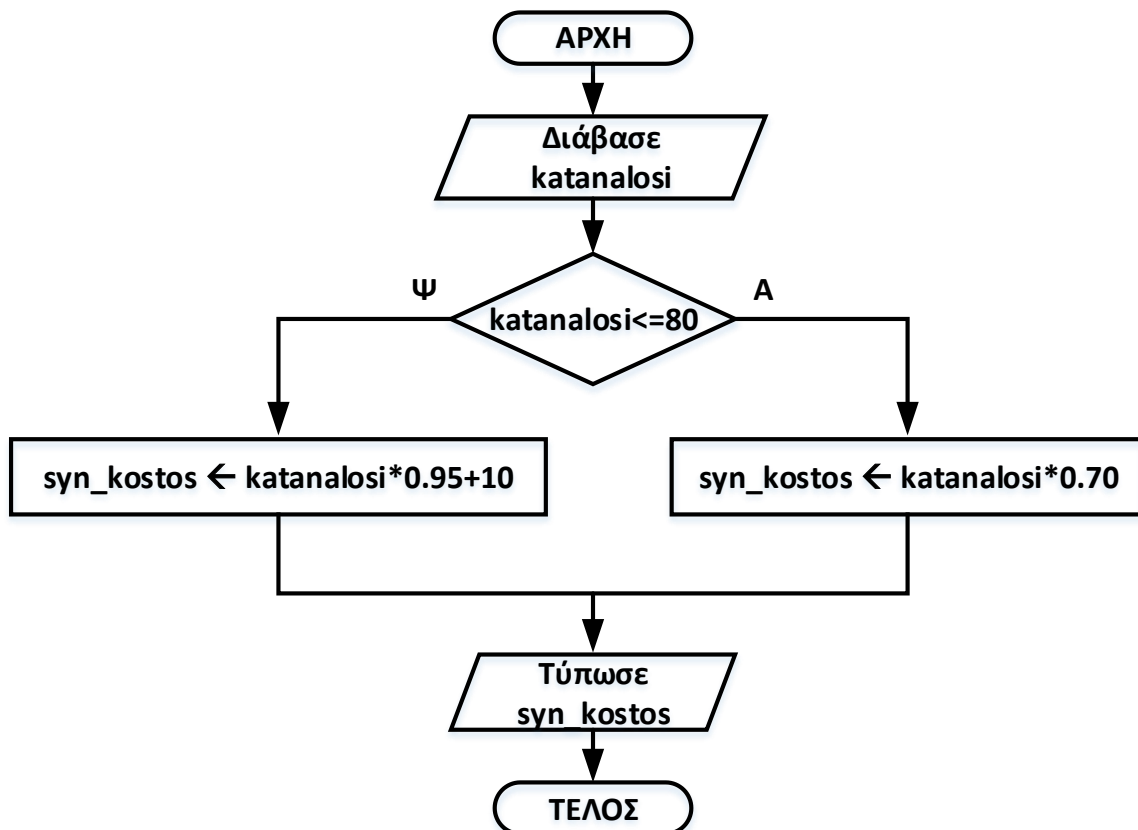 ΑΡΧΗ
Διάβασε
katanalosi
Ψ
Α
katanalosi<=80
syn_kostos ← katanalosi*0.95+10
syn_kostos ← katanalosi*0.70
Τύπωσε
syn_kostos
ΤΕΛΟΣ